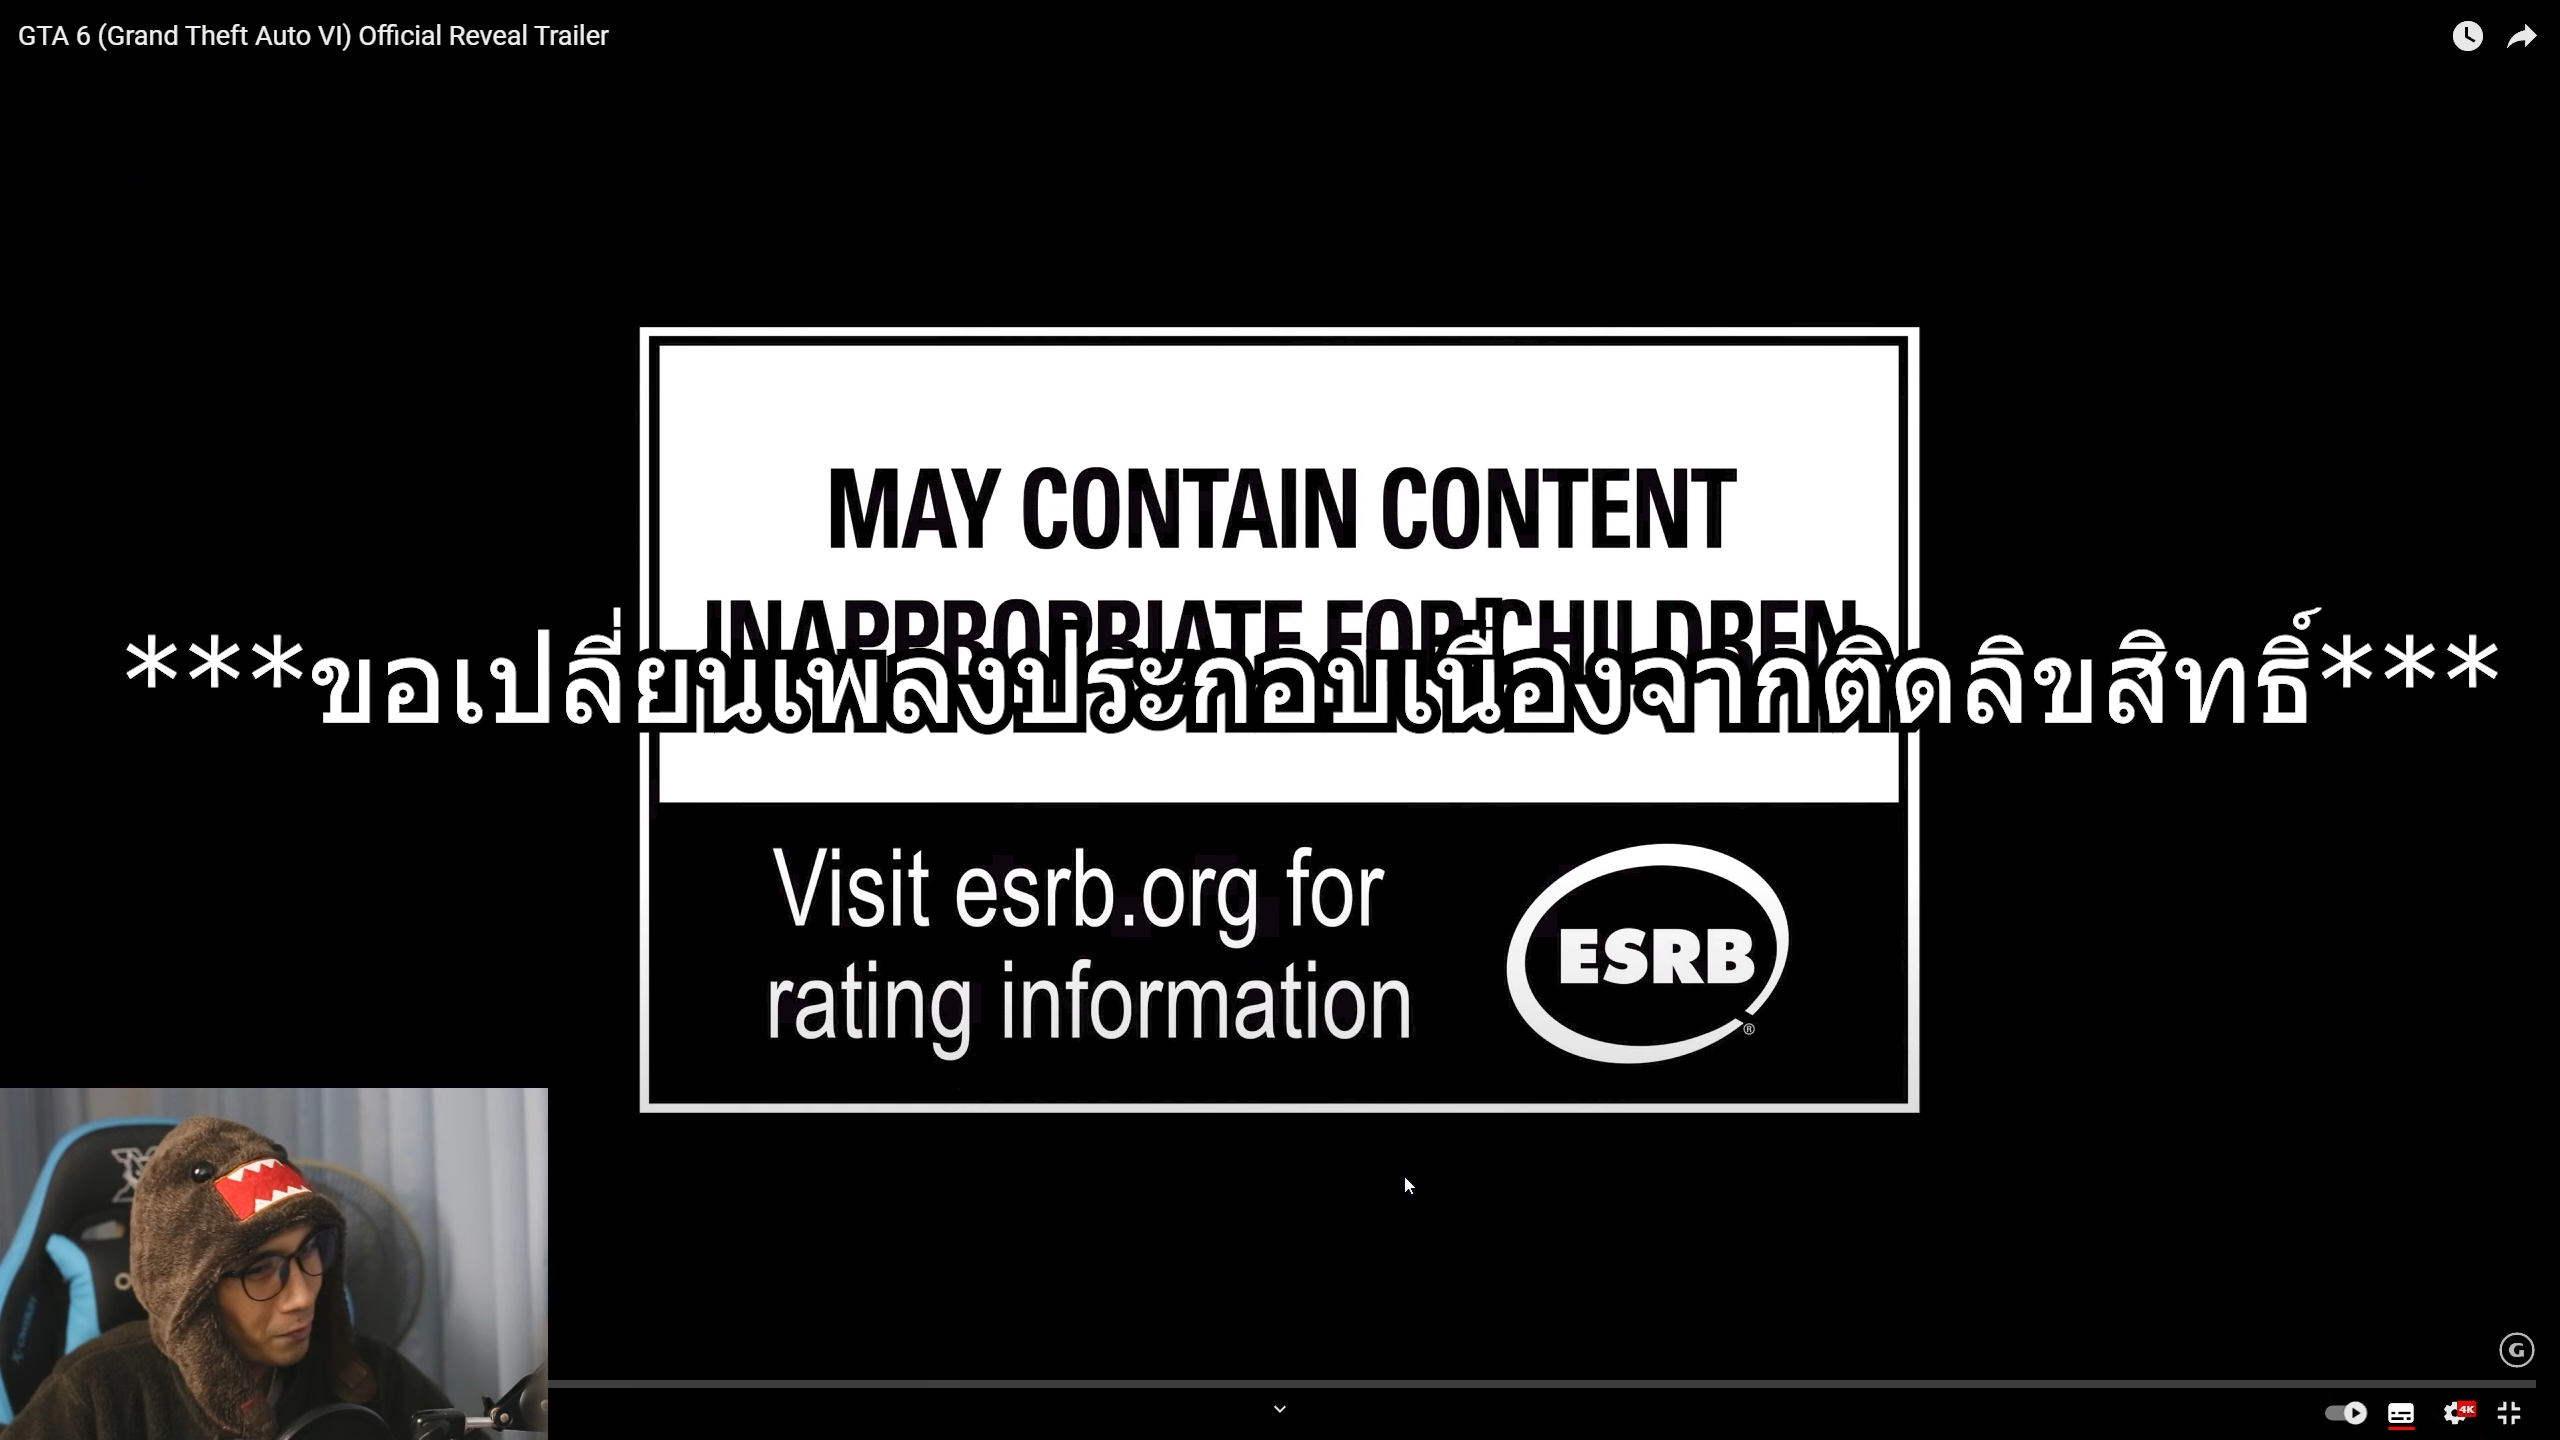 GTA 6 (Grand Theft Auto VI) Official Reveal Trailer
MAY CONTAIN CONTENT
INAPPROPRIATE FOR CHILDREN
***ขอเปลี่ยนเพลงประกอบเนื่องจากติดลิขสิทธิ์***
Visit esrb.org for
rating information
ESRB
®
G
4K